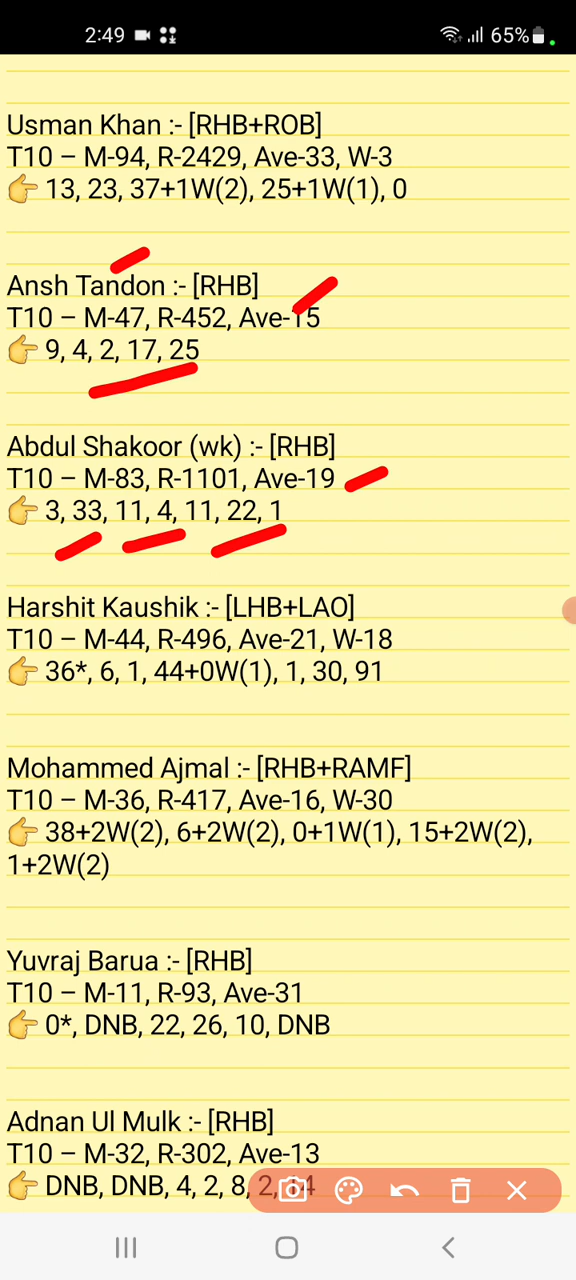 2:49
65%
Usman Khan :- [RHB+ROB]
T10 – M-94, R-2429, Ave-33, W-3
👉 13, 23, 37+1W(2), 25+1W(1), 0
Ansh Tandon :- [RHB]
T10 – M-47, R-452, Ave-15
👉 9, 4, 2, 17, 25
Abdul Shakoor (wk) :- [RHB]
T10 – M-83, R-1101, Ave-19
👉 3, 33, 11, 4, 11, 22, 1
Harshit Kaushik :- [LHB+LAO]
T10 – M-44, R-496, Ave-21, W-18
👉 36*, 6, 1, 44+0W(1), 1, 30, 91
Mohammed Ajmal :- [RHB+RAMF]
T10 – M-36, R-417, Ave-16, W-30
👉 38+2W(2), 6+2W(2), 0+1W(1), 15+2W(2),
1+2W(2)
Yuvraj Barua :- [RHB]
T10 – M-11, R-93, Ave-31
👉 0*, DNB, 22, 26, 10, DNB
Adnan Ul Mulk :- [RHB]
T10 – M-32, R-302, Ave-13
👉 DNB, DNB, 4, 2, 8, 2,